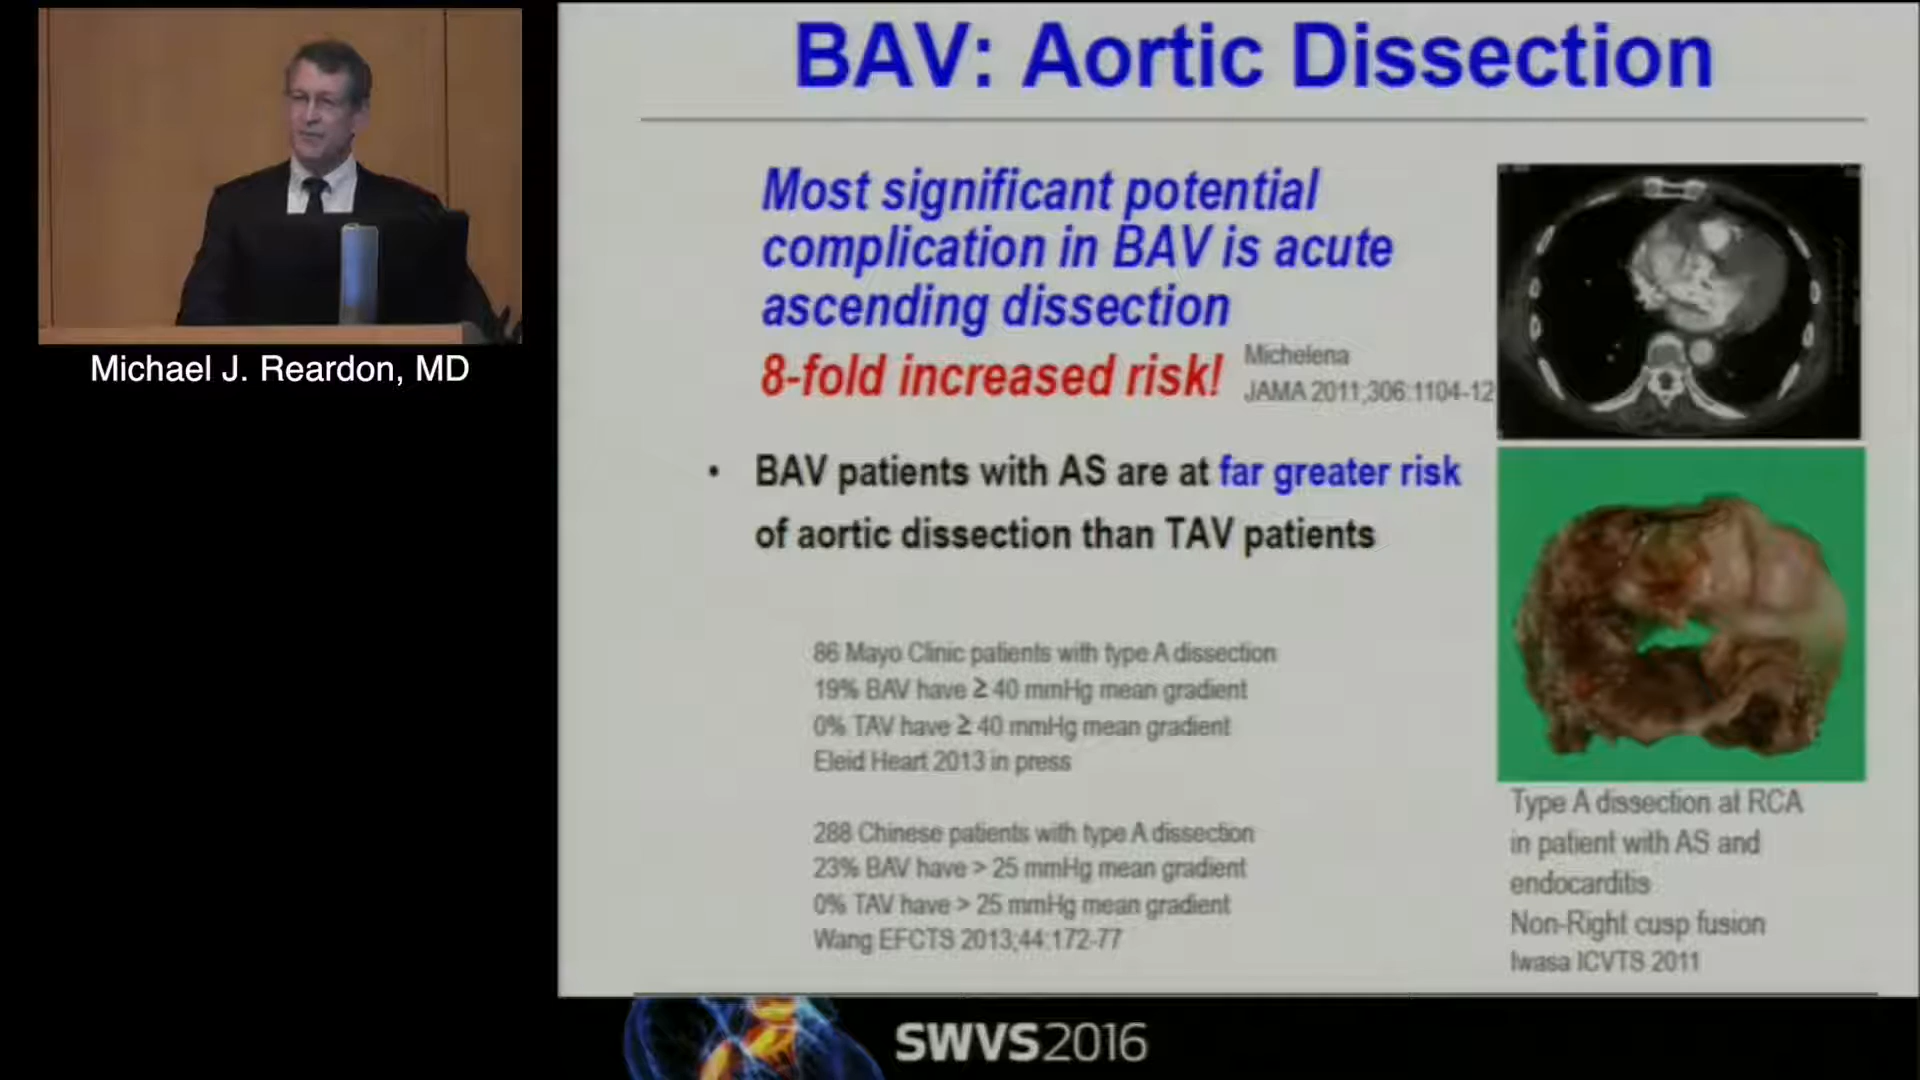 BAV: Aortic Dissection
Most significant potential
complication in BAV is acute
ascending dissection
8-fold increased risk!
Michelena
JAMA 2011;306:1104-12
• BAV patients with AS are at far greater risk
of aortic dissection than TAV patients
86 Mayo Clinic patients with type A dissection
19% BAV have ≥ 40 mmHg mean gradient
0% TAV have ≥ 40 mmHg mean gradient
Eleid Heart 2013 in press
288 Chinese patients with type A dissection
23% BAV have > 25 mmHg mean gradient
0% TAV have > 25 mmHg mean gradient
Wang EFCTS 2013;44:172-77
Type A dissection at RCA
in patient with AS and
endocarditis
Non-Right cusp fusion
Iwasa ICVTS 2011
Michael J. Reardon, MD
SWVS2016